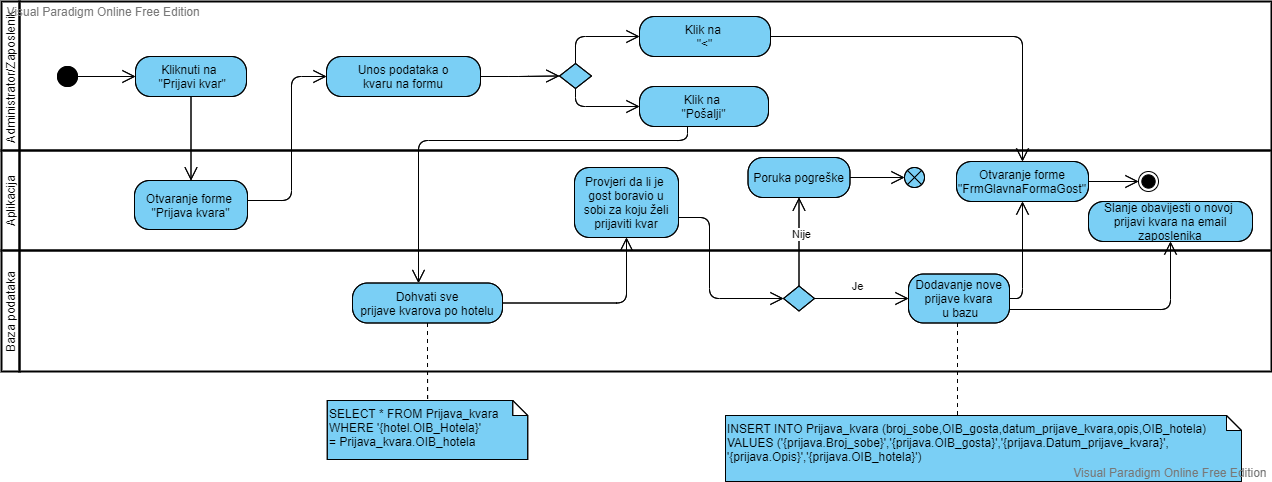 Visual Paradigm Online Free Edition
Administrator/Zaposlenik
Kliknuti na
"Prijavi kvar"
Unos podataka o
kvaru na formu
Klik na
"<"
Klik na
"Pošalji"
Aplikacija
Otvaranje forme
"Prijava kvara"
Provjeri da li je
gost boravio u
sobi za koju želi
prijaviti kvar
Poruka pogreške
Otvaranje forme
"FrmGlavnaFormaGost"
Slanje obavijesti o novoj
prijavi kvara na email
zaposlenika
Nije
Baza podataka
Dohvati sve
prijave kvarova po hotelu
Je
Dodavanje nove
prijave kvara
u bazu
SELECT * FROM Prijava_kvara
WHERE '{hotel.OIB_Hotela}'
= Prijava_kvara.OIB_hotela
INSERT INTO Prijava_kvara (broj_sobe,OIB_gosta,datum_prijave_kvara,opis,OIB_hotela)
VALUES ('{prijava.Broj_sobe}','{prijava.OIB_gosta}','{prijava.Datum_prijave_kvara}',
'{prijava.Opis}','{prijava.OIB_hotela}')
Visual Paradigm Online Free Edition